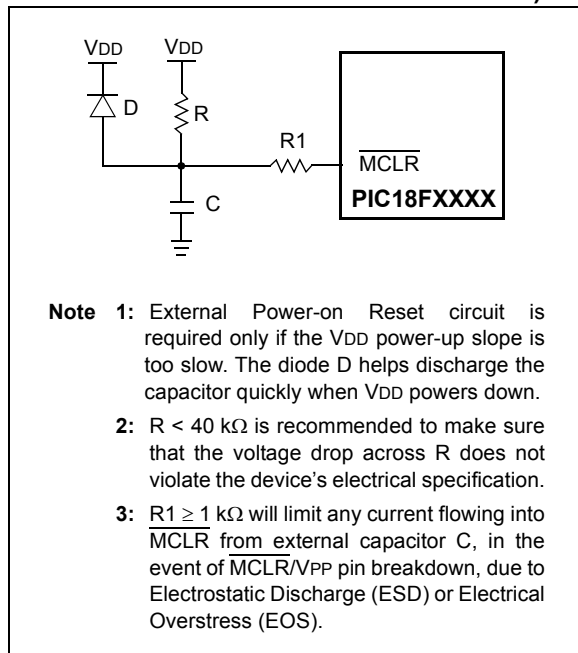 VDD VDD
D
R
R1
MCLR
C
PIC18FXXXX
Note 1: External Power-on Reset circuit is
required only if the VDD power-up slope is
too slow. The diode D helps discharge the
capacitor quickly when VDD powers down.
2: R < 40 kΩ is recommended to make sure
that the voltage drop across R does not
violate the device's electrical specification.
3: R1 ≥ 1 kΩ will limit any current flowing into
MCLR from external capacitor C, in the
event of MCLR/VPP pin breakdown, due to
Electrostatic Discharge (ESD) or Electrical
Overstress (EOS).